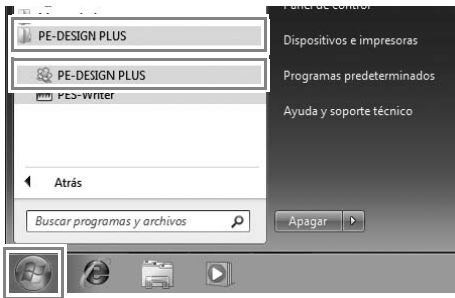 Panel de control
PE-DESIGN PLUS
Dispositivos e impresoras
PE-DESIGN PLUS
Programas predeterminados
PES-Writer
Ayuda y soporte técnico
Atrás
Buscar programas y archivos
Apagar